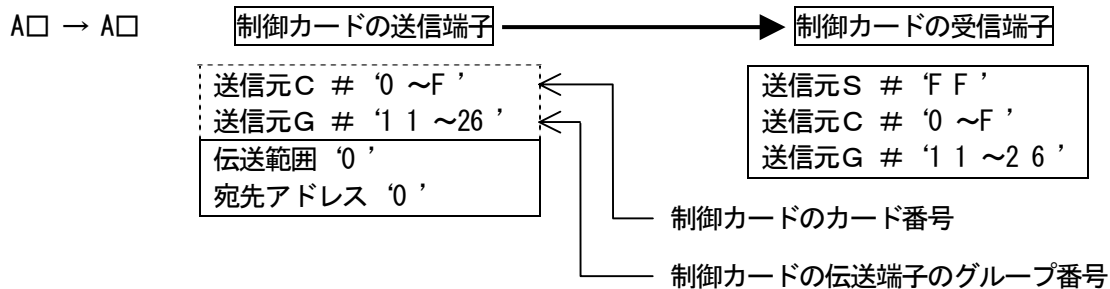 A□ → A□
制御カードの送信端子
制御カードの受信端子
送信元C # ‘0 ~F ’
送信元G # ‘1 1 ~26 ’
伝送範囲 ‘0 ’
宛先アドレス ‘0 ’
送信元S # ‘F F ’
送信元C # ‘0 ~F ’
送信元G # ‘1 1 ~2 6 ’
制御カードのカード番号
制御カードの伝送端子のグループ番号